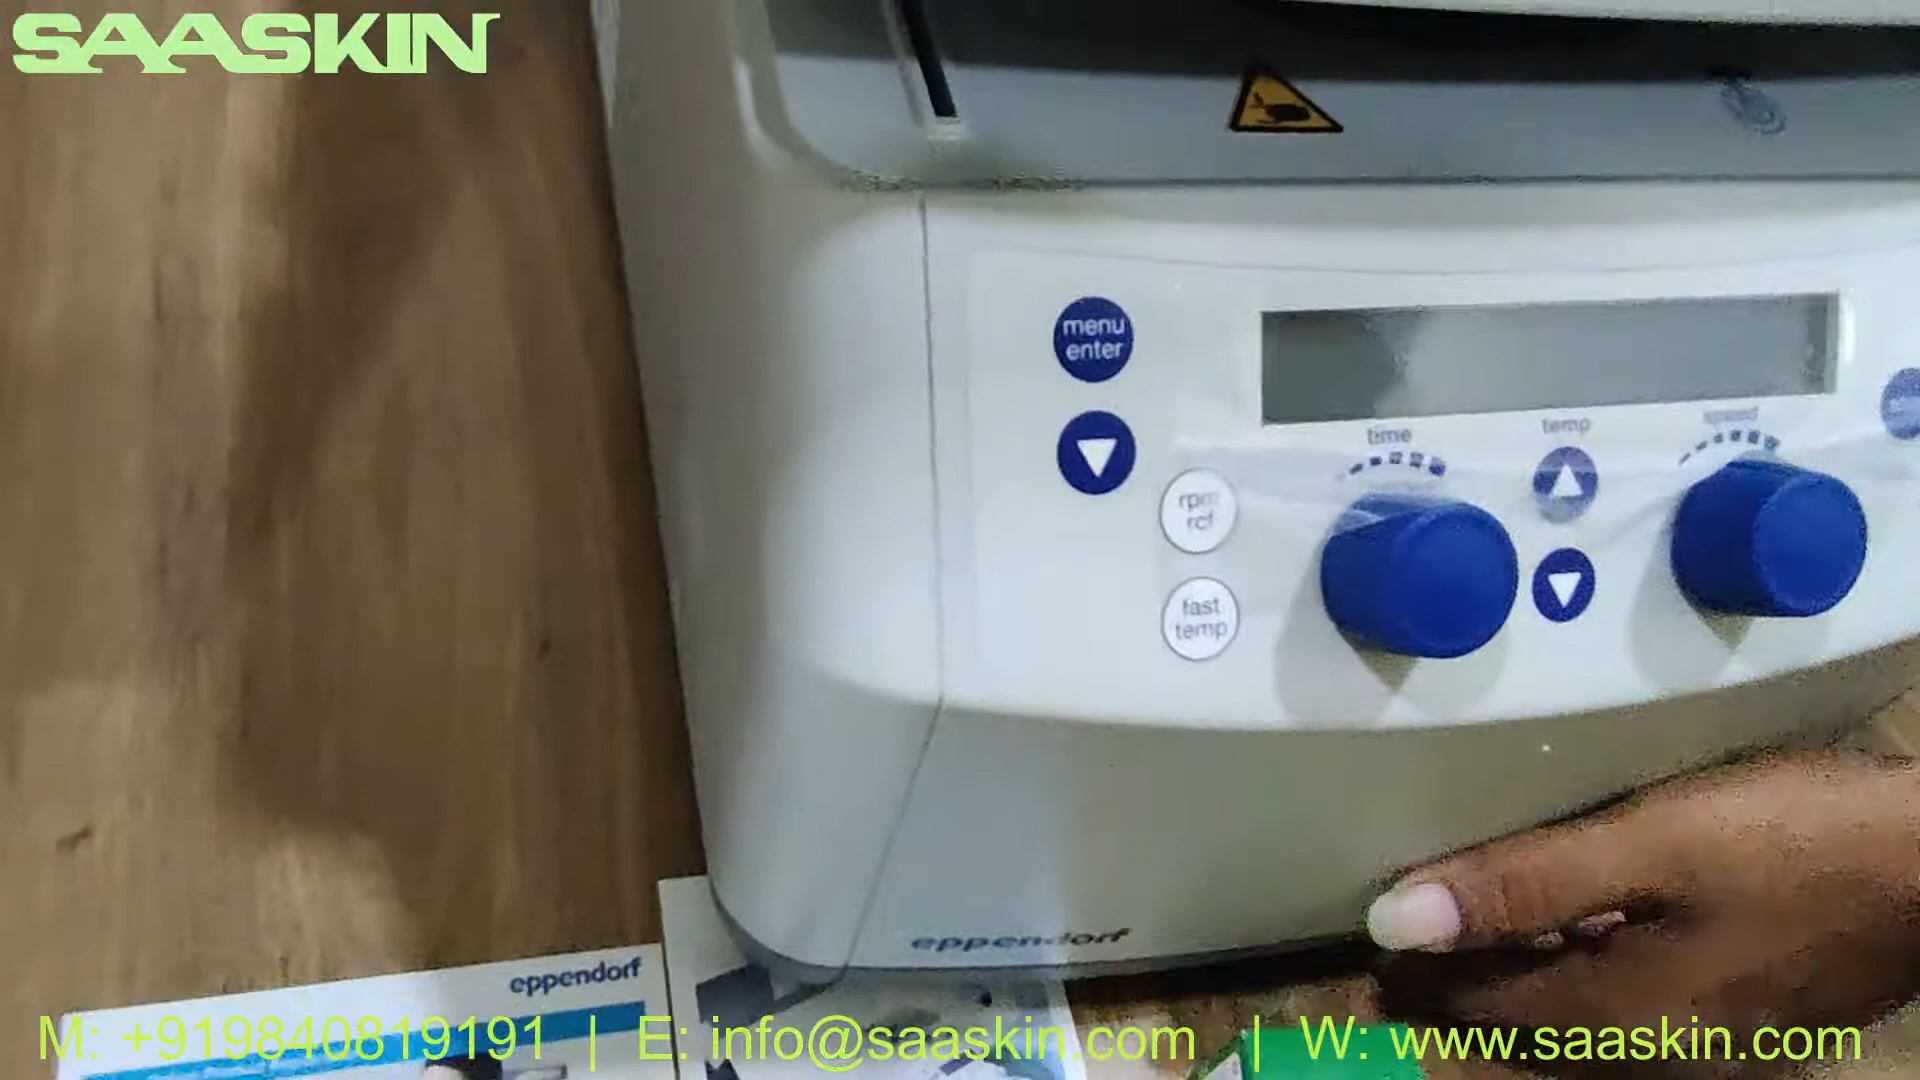 SAASKIN
menu
enter
time
temp
speed
rpm
rcf
fast
temp
eppendorf
eppendorf
M: +919840819191 | E: info@saaskin.com | W: www.saaskin.com